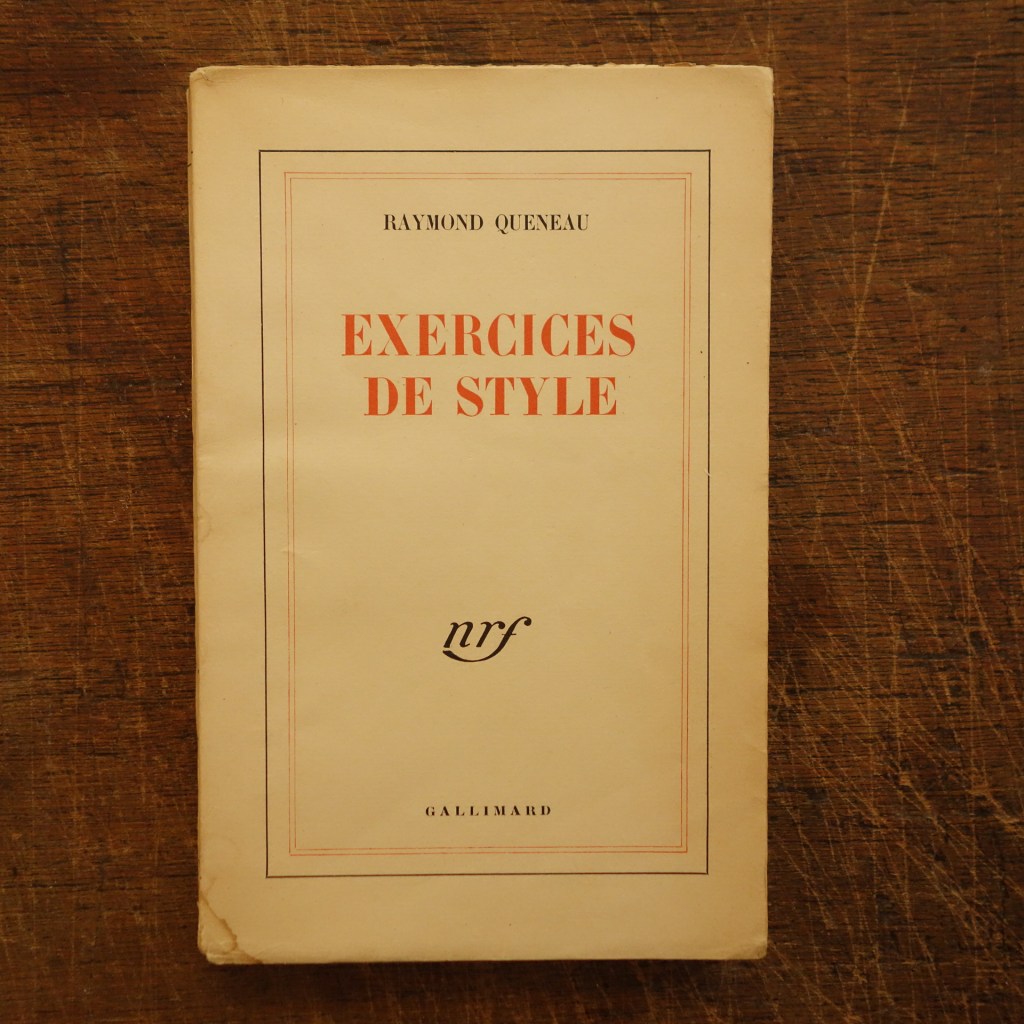 RAYMOND QUENEAU
EXERCICES
DE STYLE
nrf
GALLIMARD